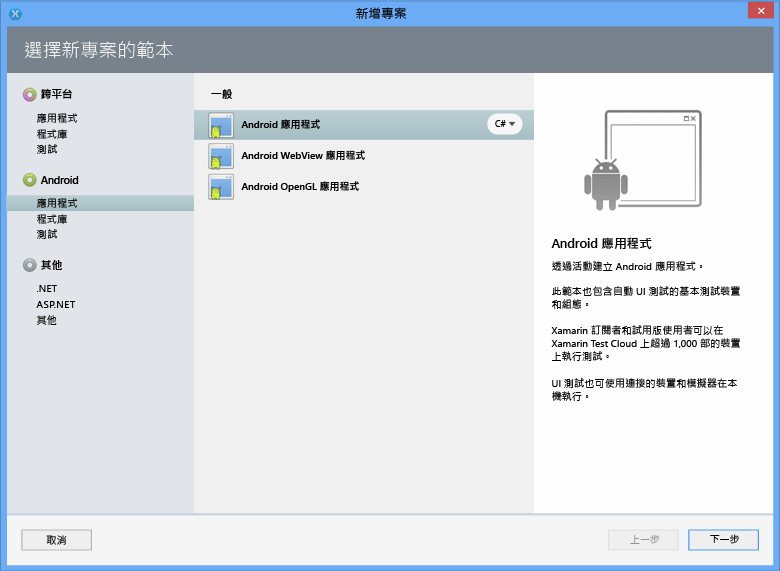 新增專案
選擇新專案的範本
跨平台
應用程式
程式庫
測試
Android
應用程式
程式庫
測試
其他
.NET
ASP.NET
其他
一般
Android 應用程式
C#
Android WebView 應用程式
Android OpenGL 應用程式
Android 應用程式
透過活動建立 Android 應用程式。
此範本也包含自動 UI 測試的基本測試裝置
和組態。
Xamarin 訂閱者和試用版使用者可以在
Xamarin Test Cloud 上超過 1,000 部的裝置
上執行測試。
UI 測試也可使用連接的裝置和模擬器在本
機執行。
取消
上一步
下一步